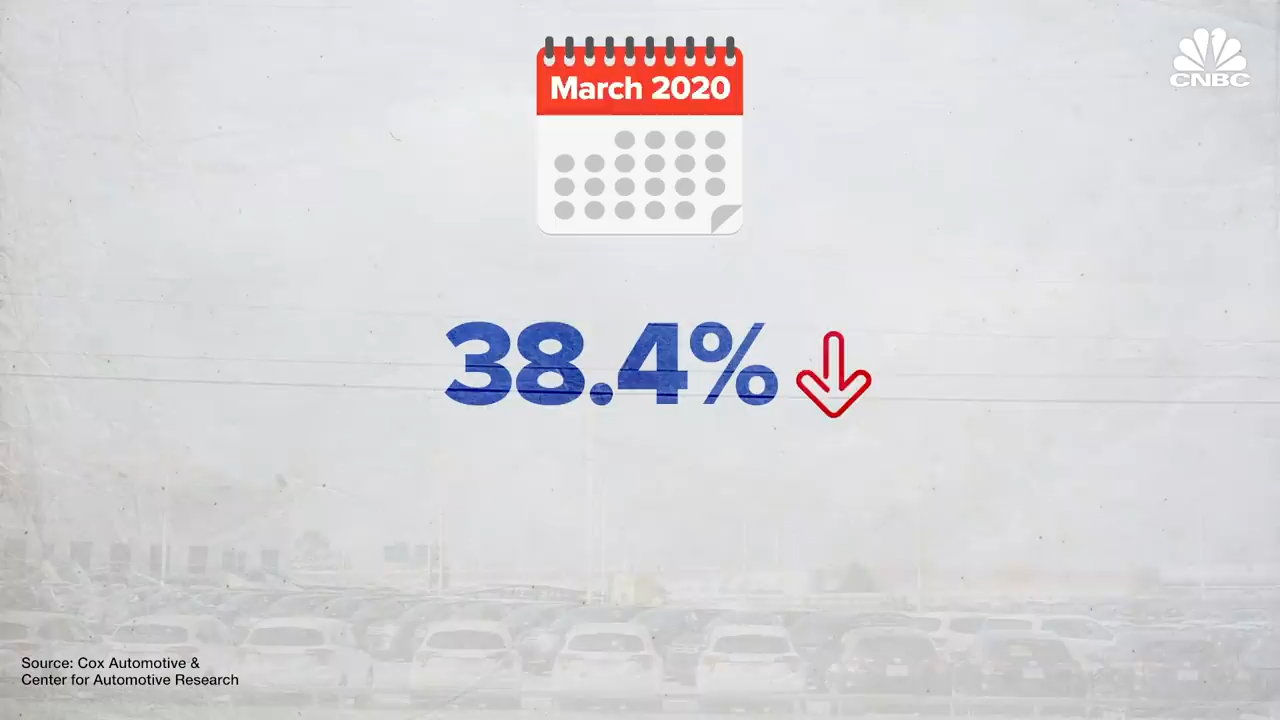 March 2020
CNBC
38.4%
Source: Cox Automotive &
Center for Automotive Research